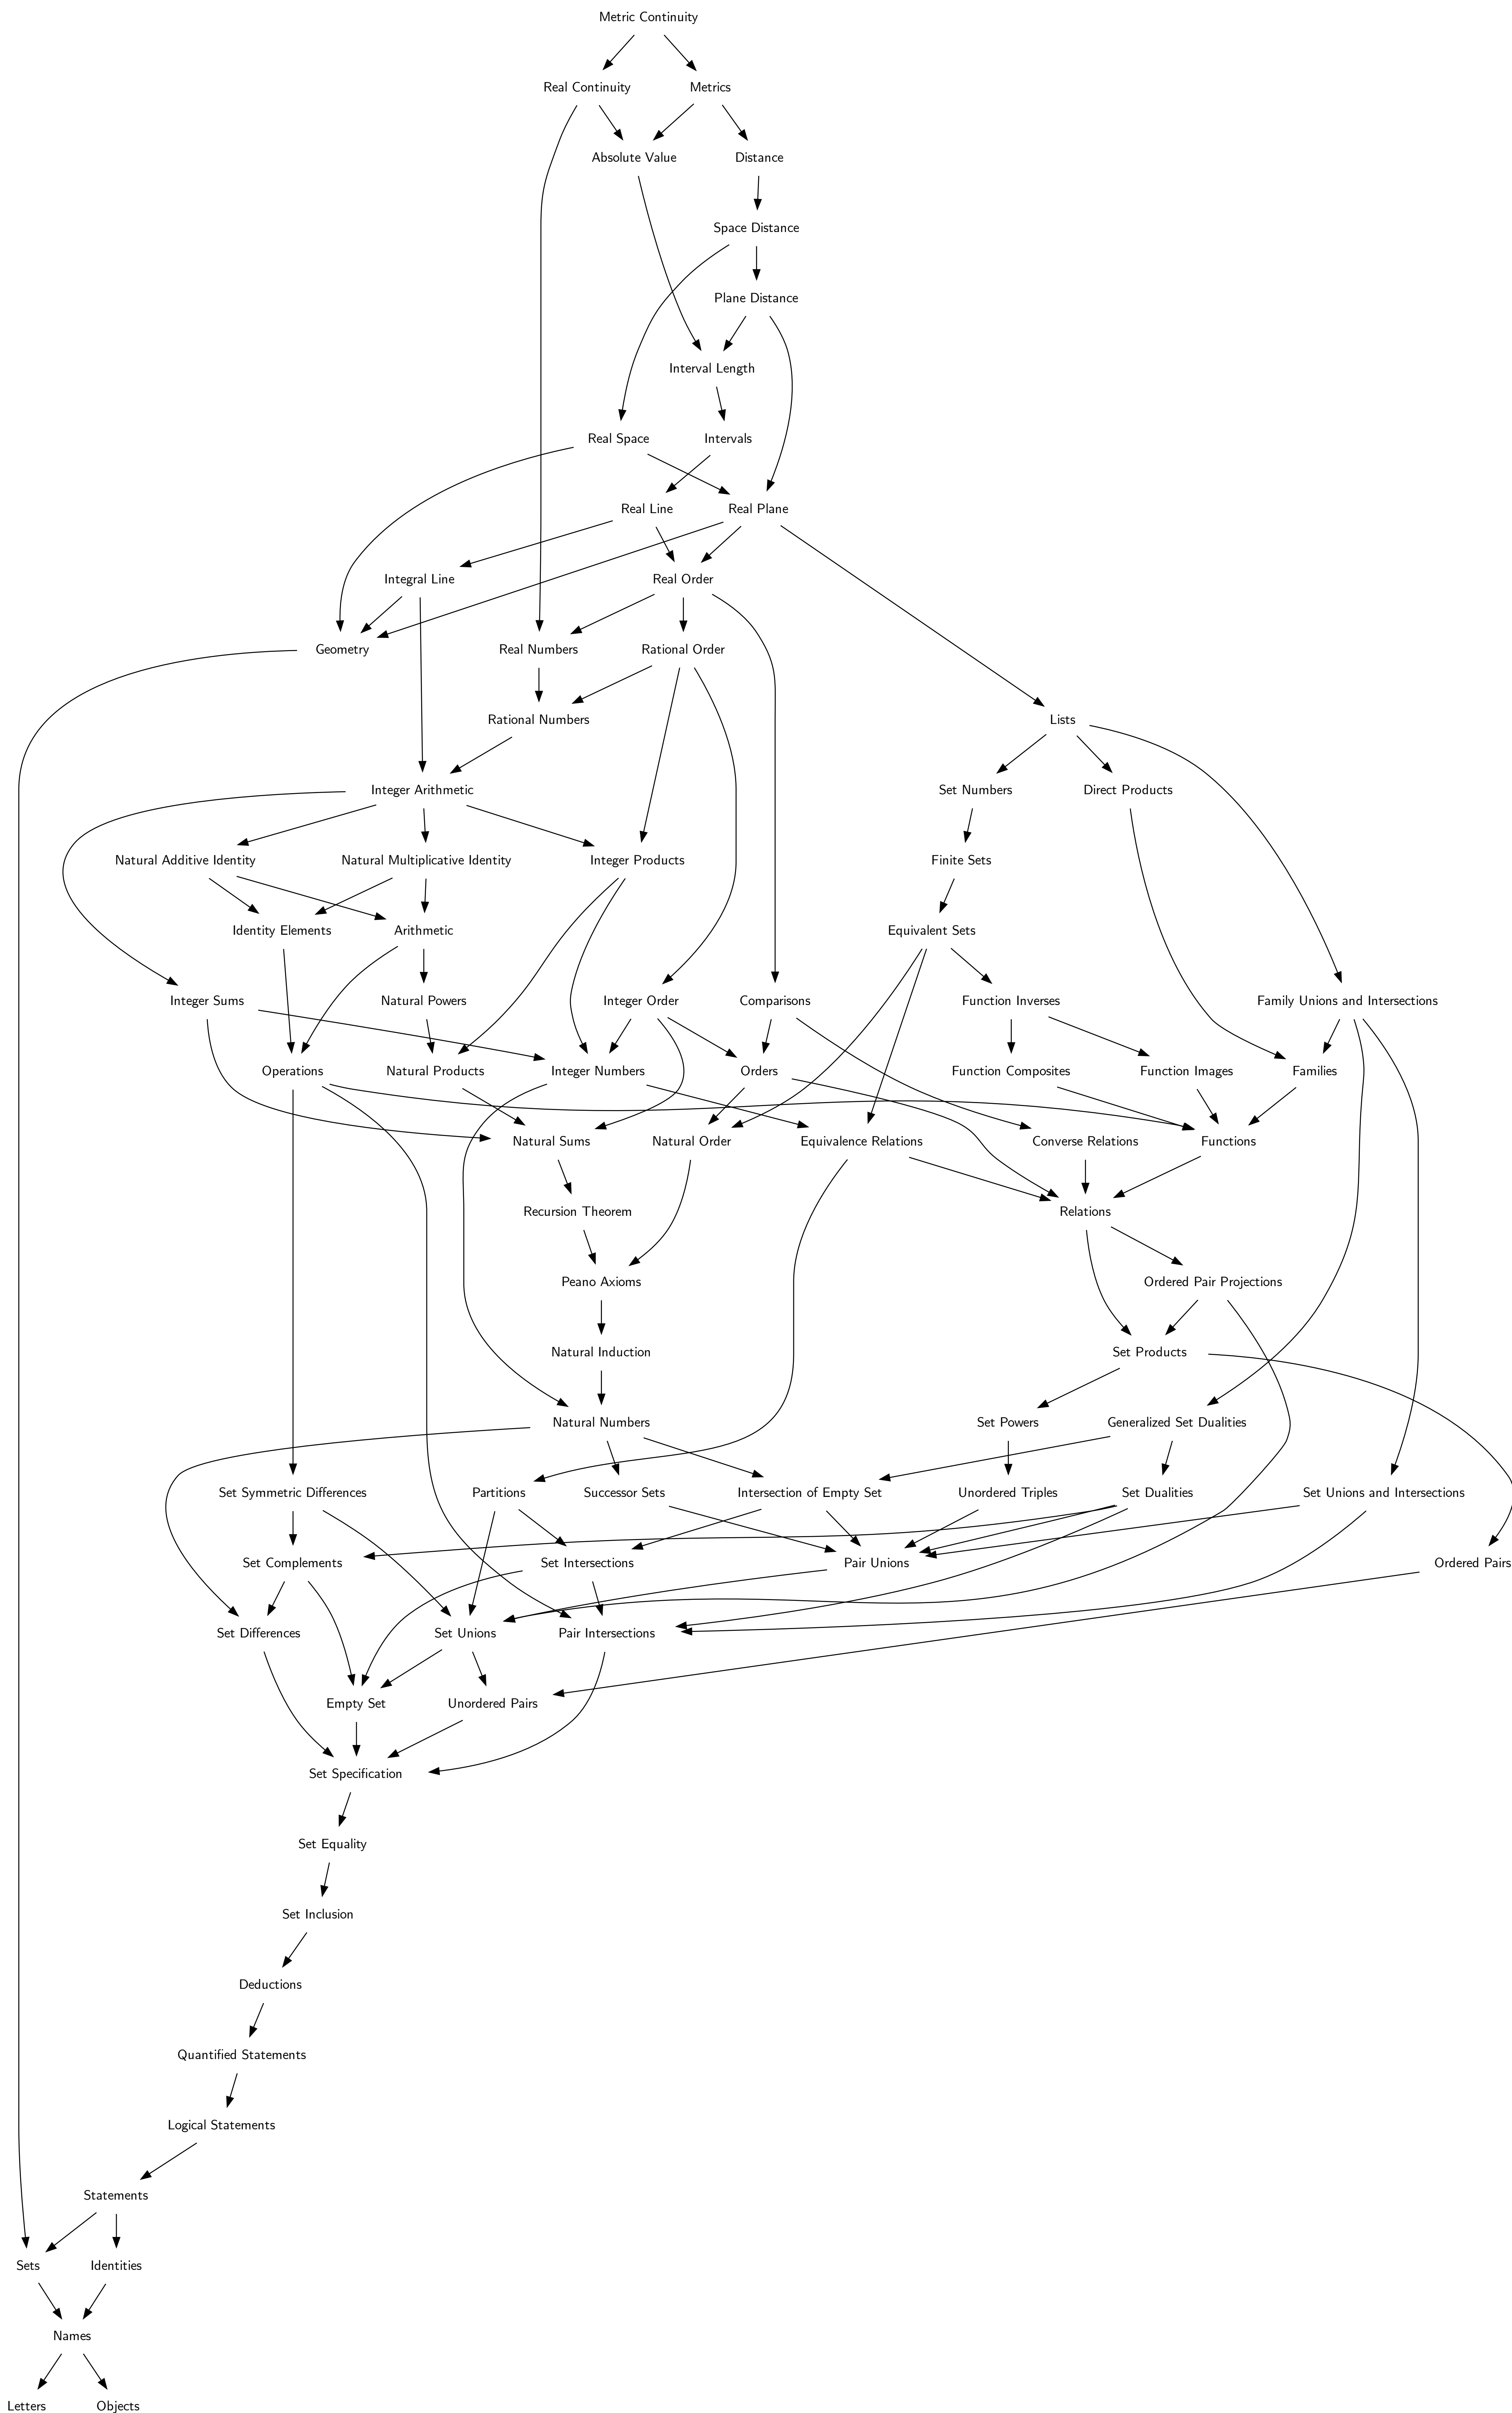 Metric Continuity
Real Continuity
Metrics
Absolute Value
Distance
Space Distance
Plane Distance
Interval Length
Real Space
Intervals
Real Line
Real Plane
Integral Line
Real Order
Geometry
Real Numbers
Rational Order
Rational Numbers
Lists
Integer Arithmetic
Set Numbers
Direct Products
Natural Additive Identity
Natural Multiplicative Identity
Integer Products
Finite Sets
Identity Elements
Arithmetic
Equivalent Sets
Integer Sums
Natural Powers
Integer Order
Comparisons
Function Inverses
Family Unions and Intersections
Operations
Natural Products
Integer Numbers
Orders
Function Composites
Function Images
Families
Natural Sums
Natural Order
Equivalence Relations
Converse Relations
Functions
Recursion Theorem
Relations
Peano Axioms
Ordered Pair Projections
Natural Induction
Set Products
Natural Numbers
Set Powers
Generalized Set Dualities
Set Symmetric Differences
Partitions
Successor Sets
Intersection of Empty Set
Unordered Triples
Set Dualities
Set Unions and Intersections
Set Complements
Set Intersections
Pair Unions
Ordered Pairs
Set Differences
Set Unions
Pair Intersections
Empty Set
Unordered Pairs
Set Specification
Set Equality
Set Inclusion
Deductions
Quantified Statements
Logical Statements
Statements
Sets
Identities
Names
Letters
Objects